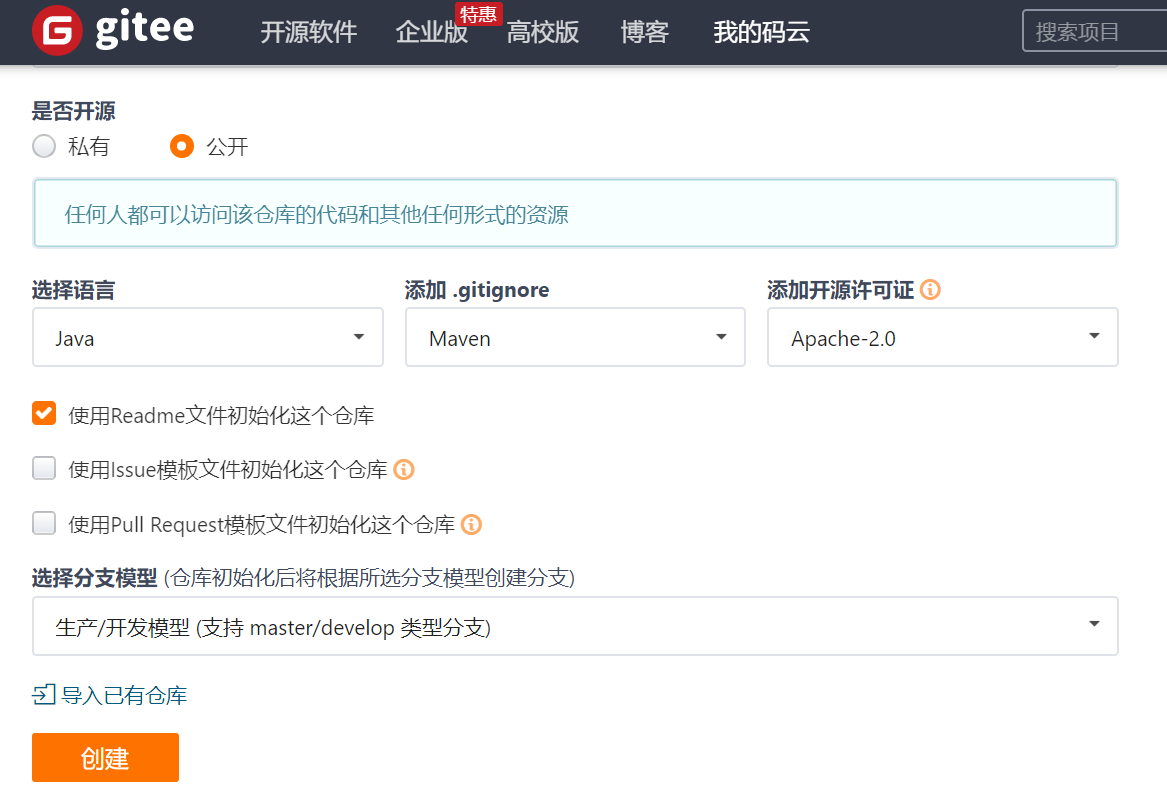 gitee 开源软件 企业版 特惠 高校版 博客 我的码云 搜索项目
是否开源
私有 公开
任何人都可以访问该仓库的代码和其他任何形式的资源
选择语言 添加 .gitignore 添加开源许可证
Java Maven Apache-2.0
使用Readme文件初始化这个仓库
使用Issue模板文件初始化这个仓库
使用Pull Request模板文件初始化这个仓库
选择分支模型 (仓库初始化后将根据所选分支模型创建分支)
生产/开发模型 (支持 master/develop 类型分支)
导入已有仓库
创建